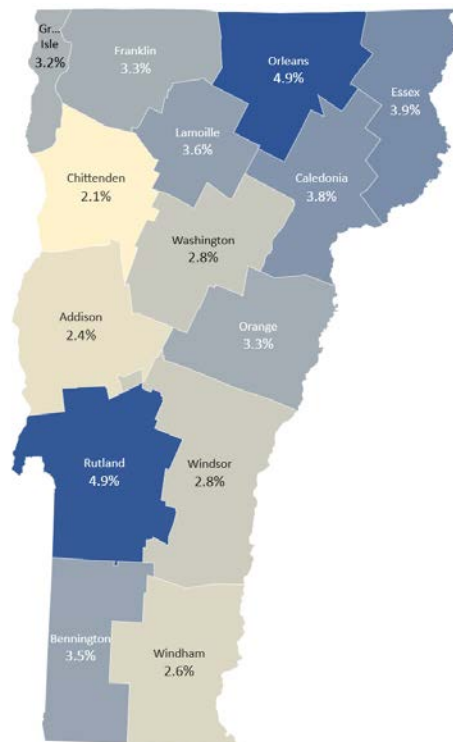 Gr...
Isle
3.2%
Franklin
3.3%
Orleans
4.9%
Essex
3.9%
Lamoille
3.6%
Caledonia
3.8%
Chittenden
2.1%
Washington
2.8%
Addison
2.4%
Orange
3.3%
Rutland
4.9%
Windsor
2.8%
Bennington
3.5%
Windham
2.6%